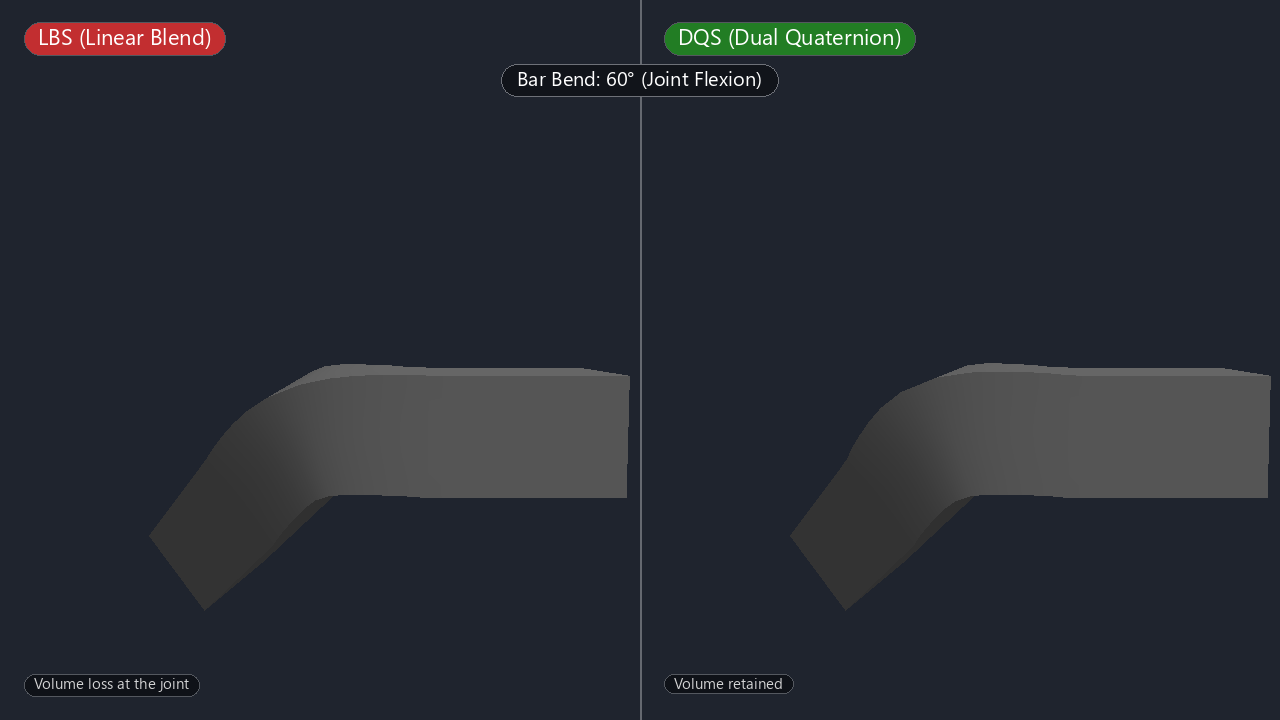 LBS (Linear Blend)
DQS (Dual Quaternion)
Bar Bend: 60° (Joint Flexion)
Volume loss at the joint
Volume retained